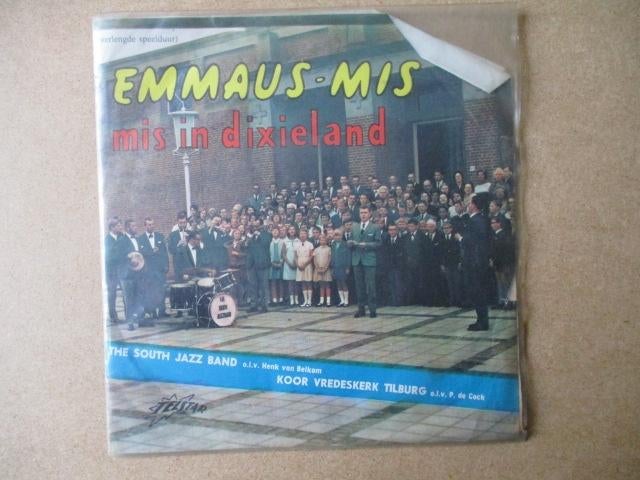 verlengde speelduur)
EMMAUS-MIS
mis in dixieland
THE SOUTH JAZZ BAND o.l.v. Henk van Belkom
KOOR VREDESKERK TILBURG o.l.v. P. de Cock
TELSTAR